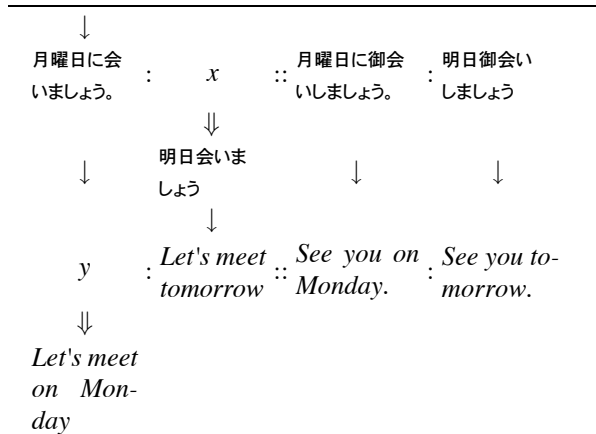 ↓
月曜日に会 : x :: 月曜日に御会 : 明日御会い
いましょう。 いしましょう。 しましょう
⇓
明日会いま
↓ しょう ↓ ↓
↓
y : Let's meet :: See you on : See you to-
tomorrow Monday. morrow.
⇓
Let's meet
on Mon-
day